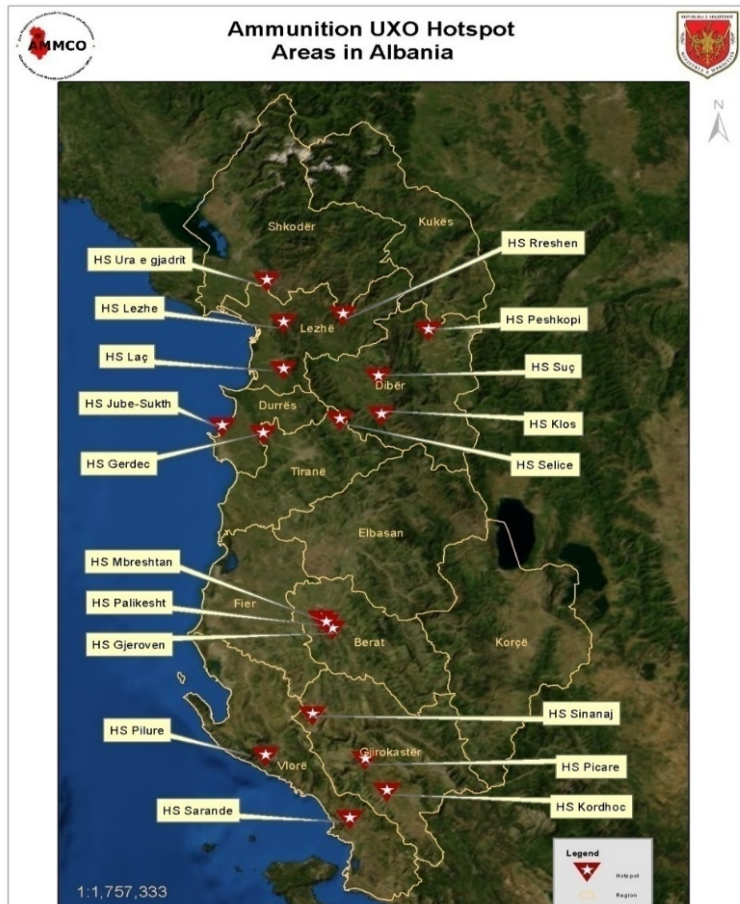 AMMCO
Ammunition UXO Hotspot
Areas in Albania
REPUBLIKA E SHQIPERISE
N
Shkodër
Kukës
HS Ura e gjadrit
HS Rreshen
HS Lezhe
Lezhë
HS Peshkopi
HS Laç
HS Suç
Dibër
Durrës
HS Jube-Sukth
HS Klos
HS Gerdec
HS Selice
Tiranë
Elbasan
HS Mbreshtan
HS Palikesht
Fier
HS Gjeroven
Berat
Korçë
HS Sinanaj
HS Pilure
Gjirokastër
Vlorë
HS Picare
HS Sarande
HS Kordhoc
Legend
Hotspot
Region
1:1,757,333